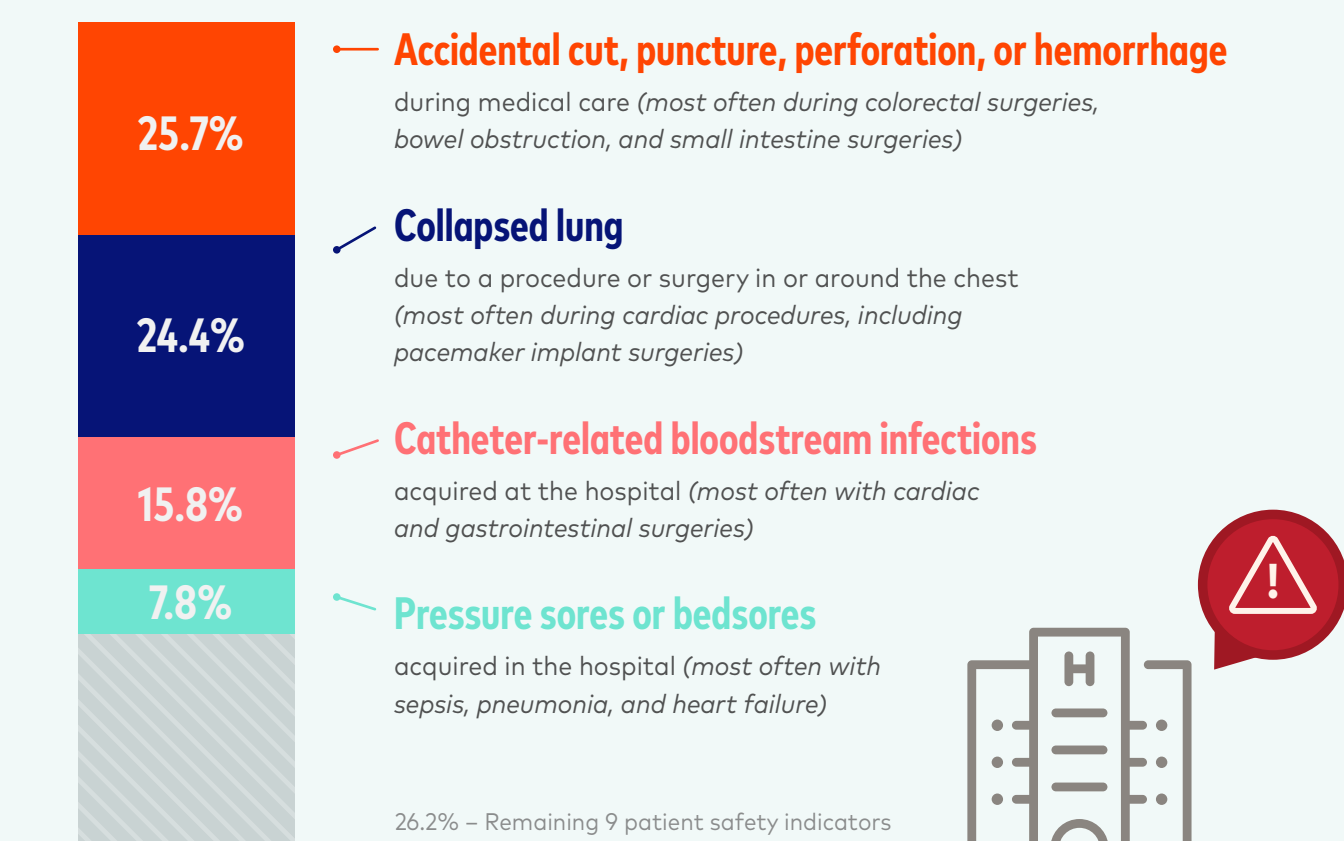 25.7%
Accidental cut, puncture, perforation, or hemorrhage
during medical care (most often during colorectal surgeries,
bowel obstruction, and small intestine surgeries)
24.4%
Collapsed lung
due to a procedure or surgery in or around the chest
(most often during cardiac procedures, including
pacemaker implant surgeries)
15.8%
Catheter-related bloodstream infections
acquired at the hospital (most often with cardiac
and gastrointestinal surgeries)
7.8%
Pressure sores or bedsores
acquired in the hospital (most often with
sepsis, pneumonia, and heart failure)
H
!
26.2% – Remaining 9 patient safety indicators